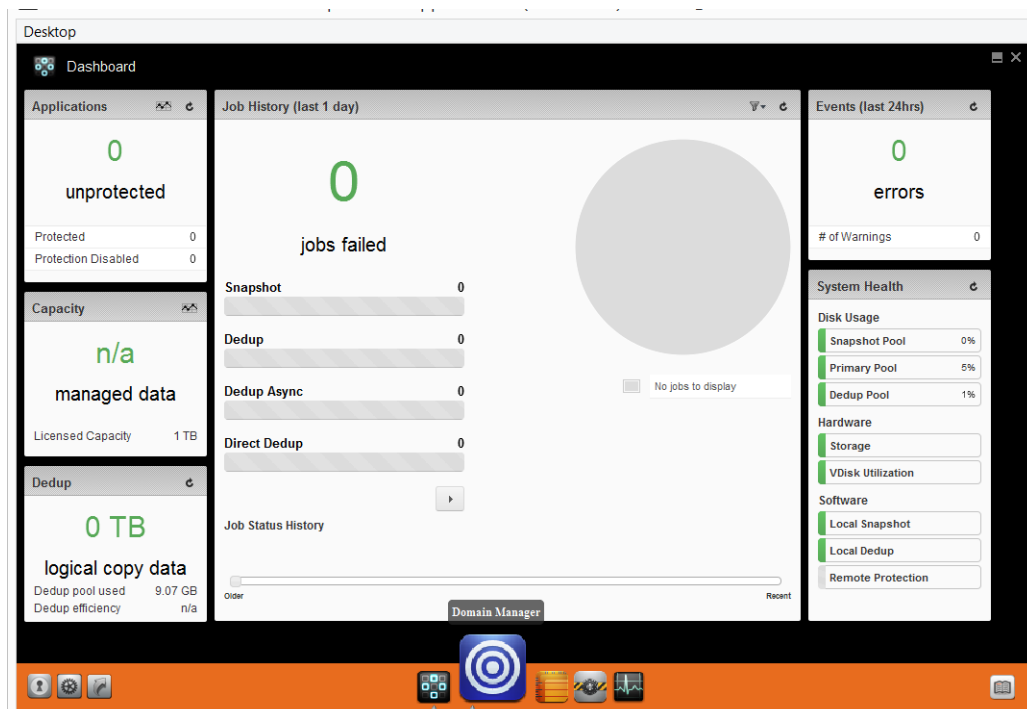 Desktop
Dashboard
Applications
0
unprotected
Protected 0
Protection Disabled 0
Capacity
n/a
managed data
Licensed Capacity 1 TB
Dedup
0 TB
logical copy data
Dedup pool used 9.07 GB
Dedup efficiency n/a
Job History (last 1 day)
0
jobs failed
Snapshot 0
Dedup 0
Dedup Async 0
Direct Dedup 0
No jobs to display
Job Status History
Older Recent
Events (last 24hrs)
0
errors
# of Warnings 0
System Health
Disk Usage
Snapshot Pool 0%
Primary Pool 5%
Dedup Pool 1%
Hardware
Storage
VDisk Utilization
Software
Local Snapshot
Local Dedup
Remote Protection
Domain Manager